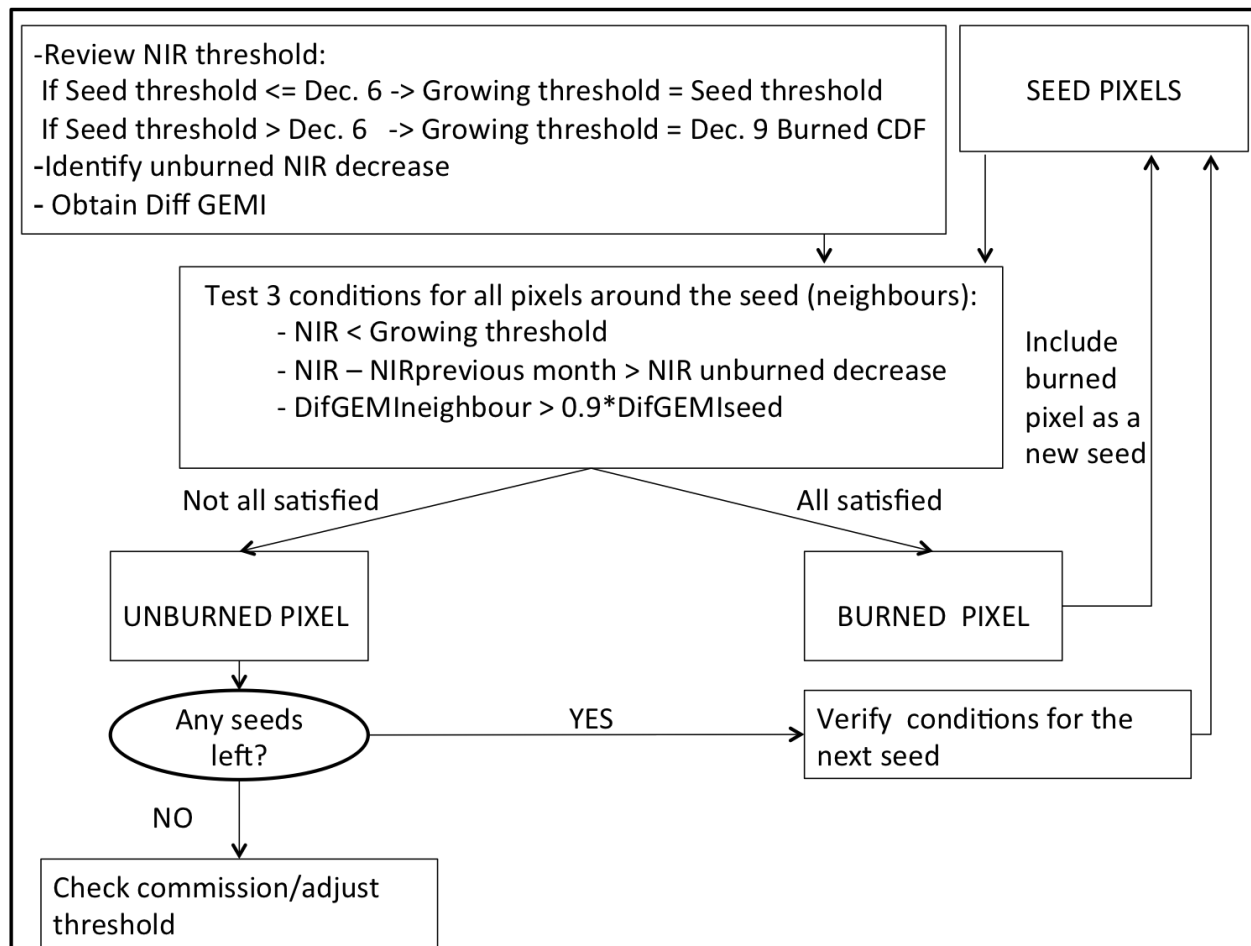 -Review NIR threshold:
If Seed threshold <= Dec. 6 -> Growing threshold = Seed threshold
If Seed threshold > Dec. 6 -> Growing threshold = Dec. 9 Burned CDF
-Identify unburned NIR decrease
- Obtain Diff GEMI
SEED PIXELS
Test 3 conditions for all pixels around the seed (neighbours):
- NIR < Growing threshold
- NIR – NIRprevious month > NIR unburned decrease
- DifGEMIneighbour > 0.9*DifGEMIseed
Include
burned
pixel as a
new seed
Not all satisfied
All satisfied
UNBURNED PIXEL
BURNED PIXEL
Any seeds
left?
YES
Verify conditions for the
next seed
NO
Check commission/adjust
threshold